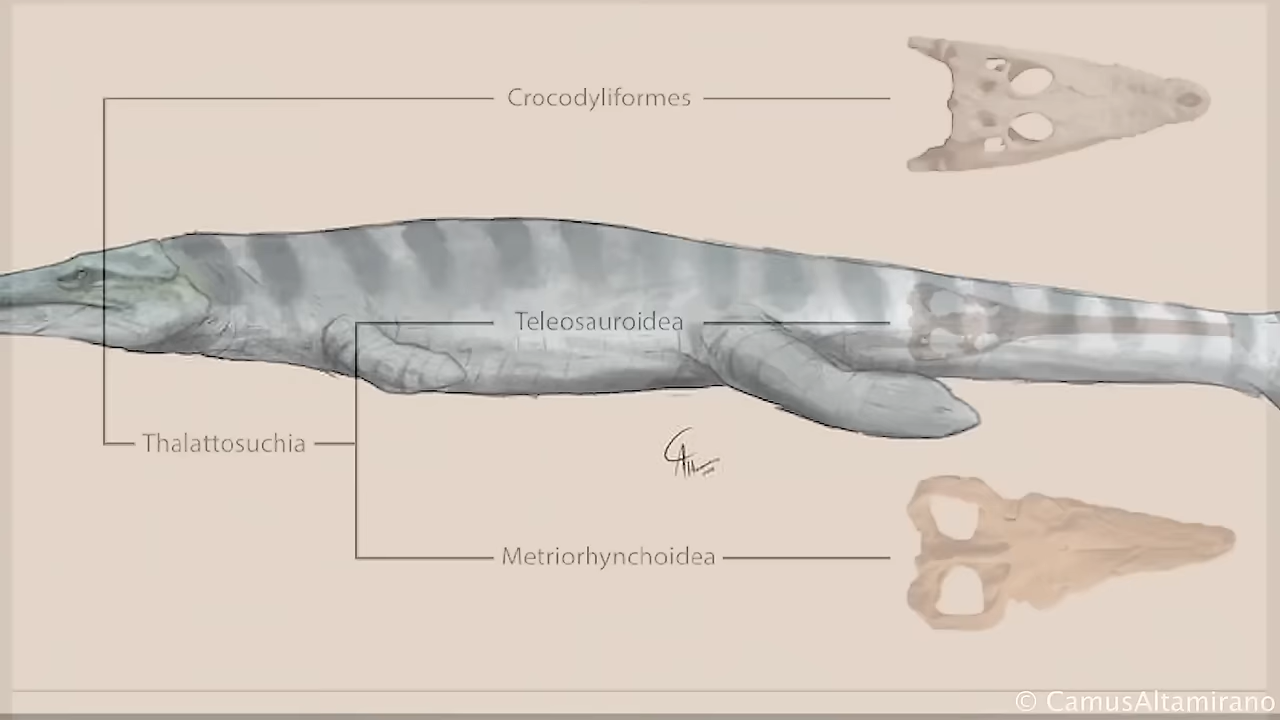 Crocodyliformes
Teleosauroidea
Thalattosuchia
Metriorhynchoidea
© CamusAltamirano